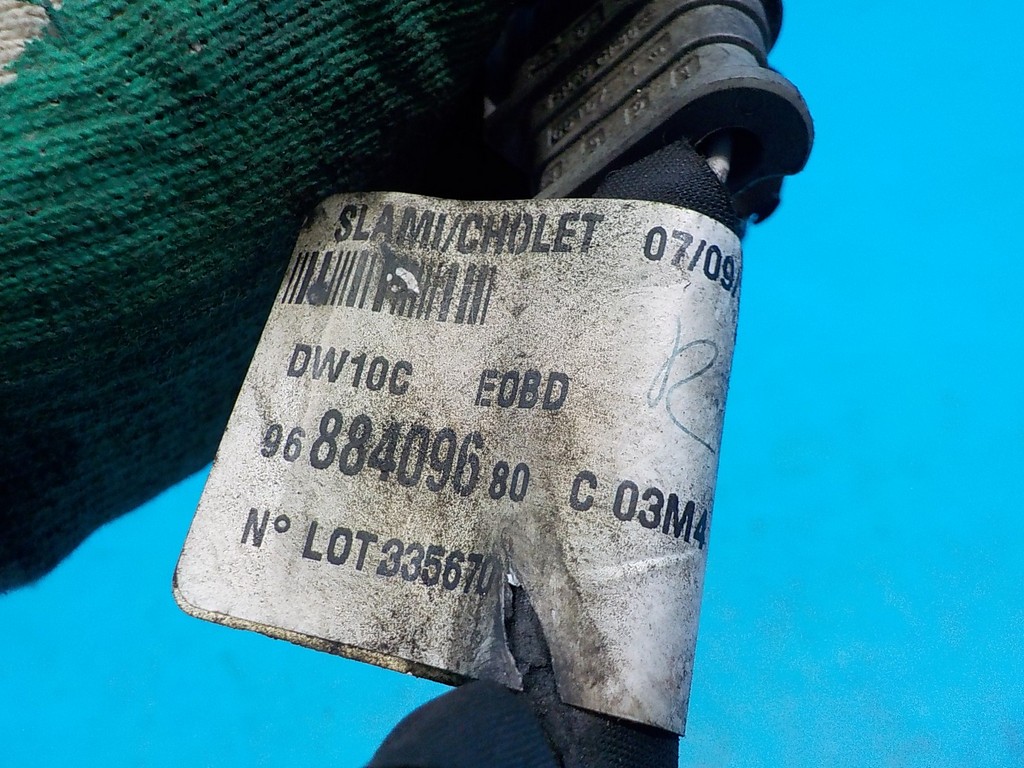 SLAMI/CHOLET 07/09/
DW10C EOBD
96 884096 80 C 03M4
N° LOT 335670
R